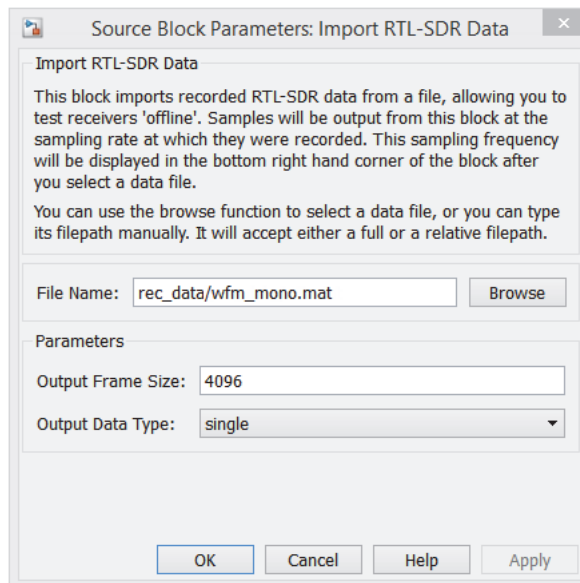 Source Block Parameters: Import RTL-SDR Data
Import RTL-SDR Data
This block imports recorded RTL-SDR data from a file, allowing you to
test receivers 'offline'. Samples will be output from this block at the
sampling rate at which they were recorded. This sampling frequency
will be displayed in the bottom right hand corner of the block after
you select a data file.
You can use the browse function to select a data file, or you can type
its filepath manually. It will accept either a full or a relative filepath.
File Name: rec_data/wfm_mono.mat Browse
Parameters
Output Frame Size: 4096
Output Data Type: single
OK Cancel Help Apply